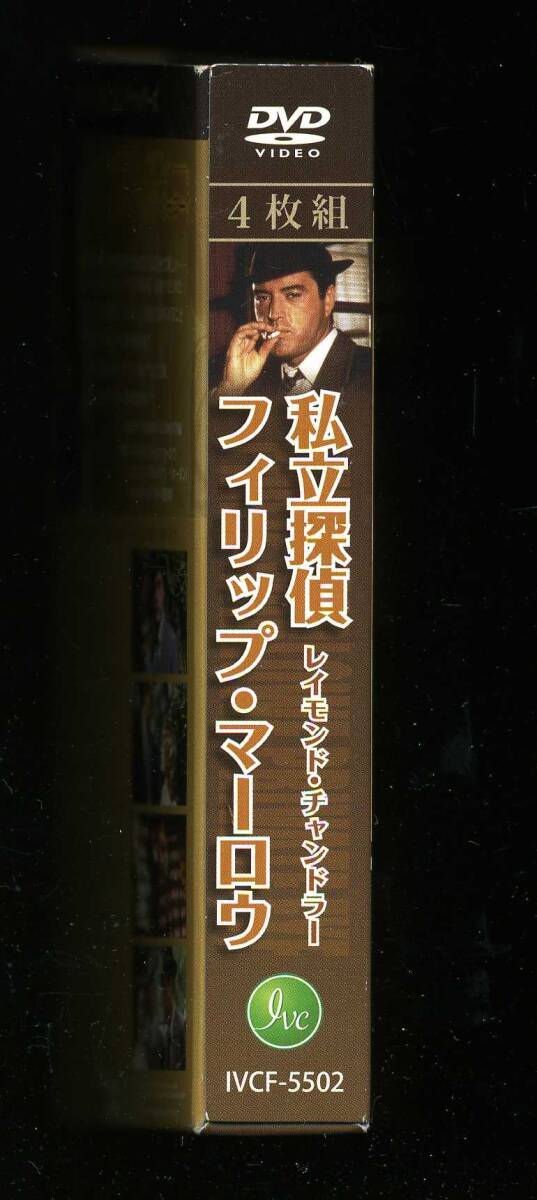 DVD
VIDEO
4枚組
私立探偵
レイモンド・チャンドラー
フィリップ・マーロウ
Ivc
IVCF-5502